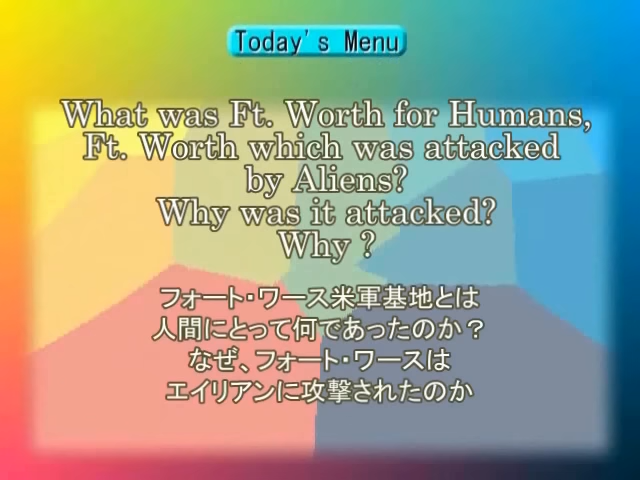 Today's Menu
What was Ft. Worth for Humans,
Ft. Worth which was attacked
by Aliens?
Why was it attacked?
Why ?
フォート・ワース米軍基地とは
人間にとって何であったのか？
なぜ、フォート・ワースは
エイリアンに攻撃されたのか